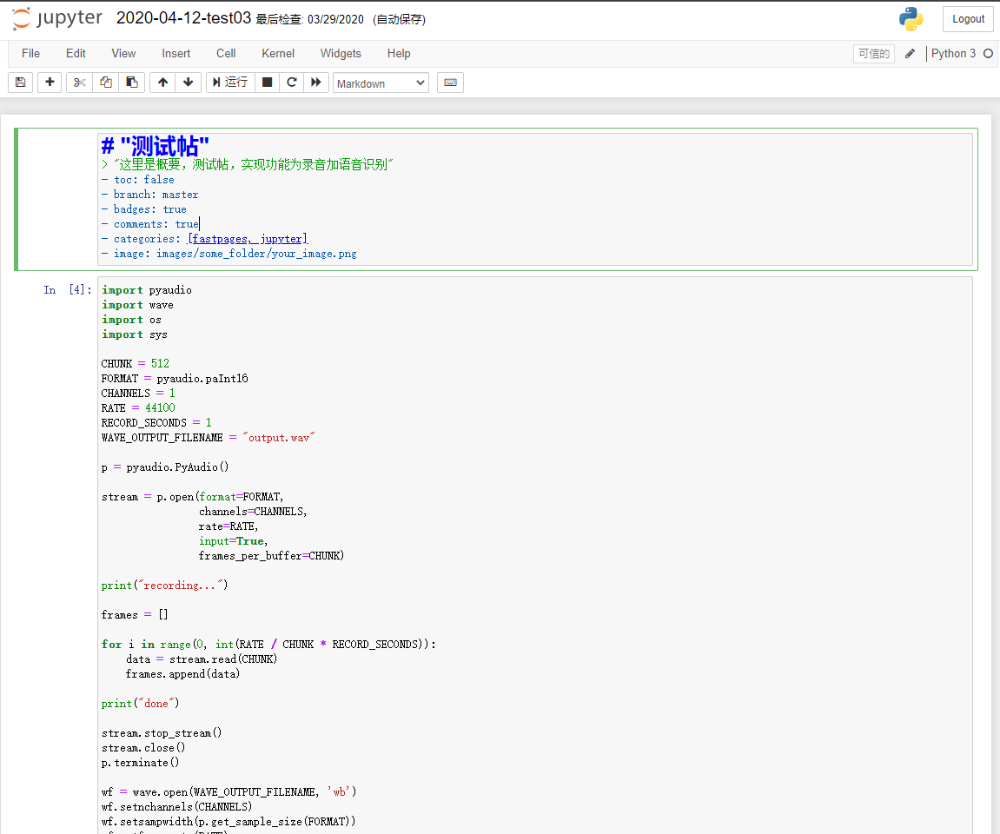 jupyter 2020-04-12-test03 最后检查: 03/29/2020 (自动保存)
Logout
File Edit View Insert Cell Kernel Widgets Help
可信的
Python 3
运行
Markdown
# "测试帖"
> "这里是概要，测试帖，实现功能为录音加语音识别"
- toc: false
- branch: master
- badges: true
- comments: true
- categories: [fastpages, jupyter]
- image: images/some_folder/your_image.png
In [4]:
import pyaudio
import wave
import os
import sys
CHUNK = 512
FORMAT = pyaudio.paInt16
CHANNELS = 1
RATE = 44100
RECORD_SECONDS = 1
WAVE_OUTPUT_FILENAME = "output.wav"
p = pyaudio.PyAudio()
stream = p.open(format=FORMAT,
channels=CHANNELS,
rate=RATE,
input=True,
frames_per_buffer=CHUNK)
print("recording...")
frames = []
for i in range(0, int(RATE / CHUNK * RECORD_SECONDS)):
data = stream.read(CHUNK)
frames.append(data)
print("done")
stream.stop_stream()
stream.close()
p.terminate()
wf = wave.open(WAVE_OUTPUT_FILENAME, 'wb')
wf.setnchannels(CHANNELS)
wf.setsampwidth(p.get_sample_size(FORMAT))